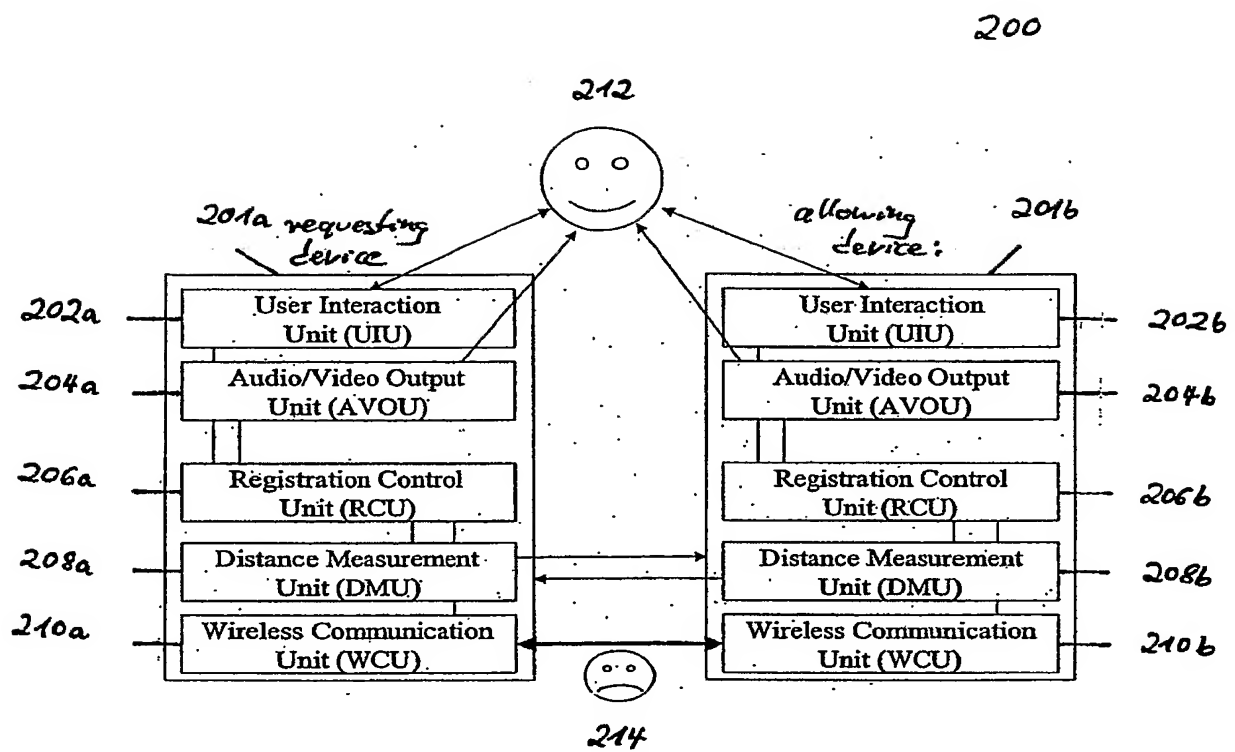 200
212
201a requesting
device
allowing
device:
201b
202a
User Interaction
Unit (UIU)
User Interaction
Unit (UIU)
202b
204a
Audio/Video Output
Unit (AVOU)
Audio/Video Output
Unit (AVOU)
204b
206a
Registration Control
Unit (RCU)
Registration Control
Unit (RCU)
206b
208a
Distance Measurement
Unit (DMU)
Distance Measurement
Unit (DMU)
208b
210a
Wireless Communication
Unit (WCU)
Wireless Communication
Unit (WCU)
210b
214